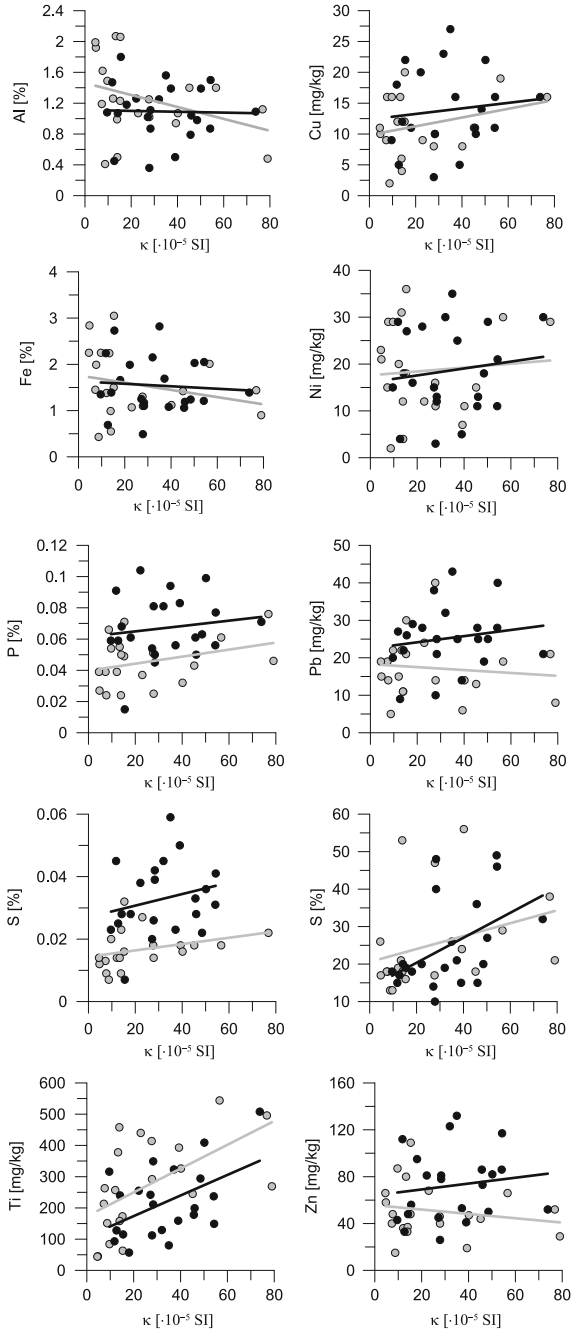 2.4
2
1.6
1.2
0.8
0.4
0
Al [%]
0 20 40 60 80
κ [·10⁻⁵ SI]
30
25
20
15
10
5
0
Cu [mg/kg]
0 20 40 60 80
κ [·10⁻⁵ SI]
4
3
2
1
0
Fe [%]
0 20 40 60 80
κ [·10⁻⁵ SI]
40
30
20
10
0
Ni [mg/kg]
0 20 40 60 80
κ [·10⁻⁵ SI]
0.12
0.1
0.08
0.06
0.04
0.02
0
P [%]
0 20 40 60 80
κ [·10⁻⁵ SI]
50
40
30
20
10
0
Pb [mg/kg]
0 20 40 60 80
κ [·10⁻⁵ SI]
0.06
0.04
0.02
0
S [%]
0 20 40 60 80
κ [·10⁻⁵ SI]
60
50
40
30
20
10
S [%]
0 20 40 60 80
κ [·10⁻⁵ SI]
600
500
400
300
200
100
0
Ti [mg/kg]
0 20 40 60 80
κ [·10⁻⁵ SI]
160
120
80
40
0
Zn [mg/kg]
0 20 40 60 80
κ [·10⁻⁵ SI]